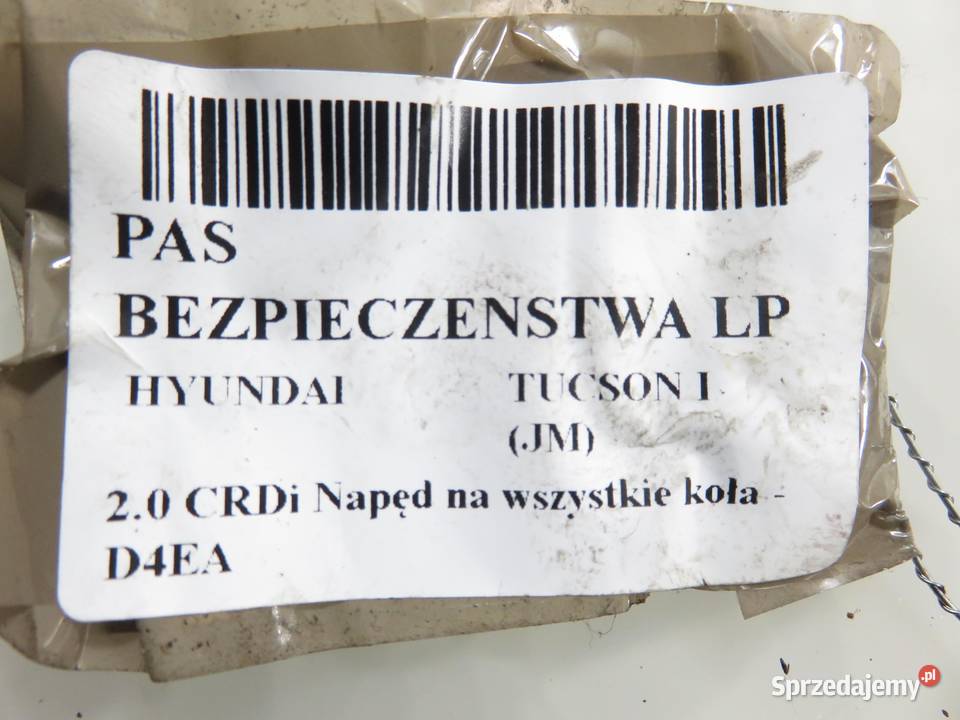 PAS
BEZPIECZENSTWA LP
HYUNDAI TUCSON I
(JM)
2.0 CRDi Napęd na wszystkie koła -
D4EA
Sprzedajemy.pl